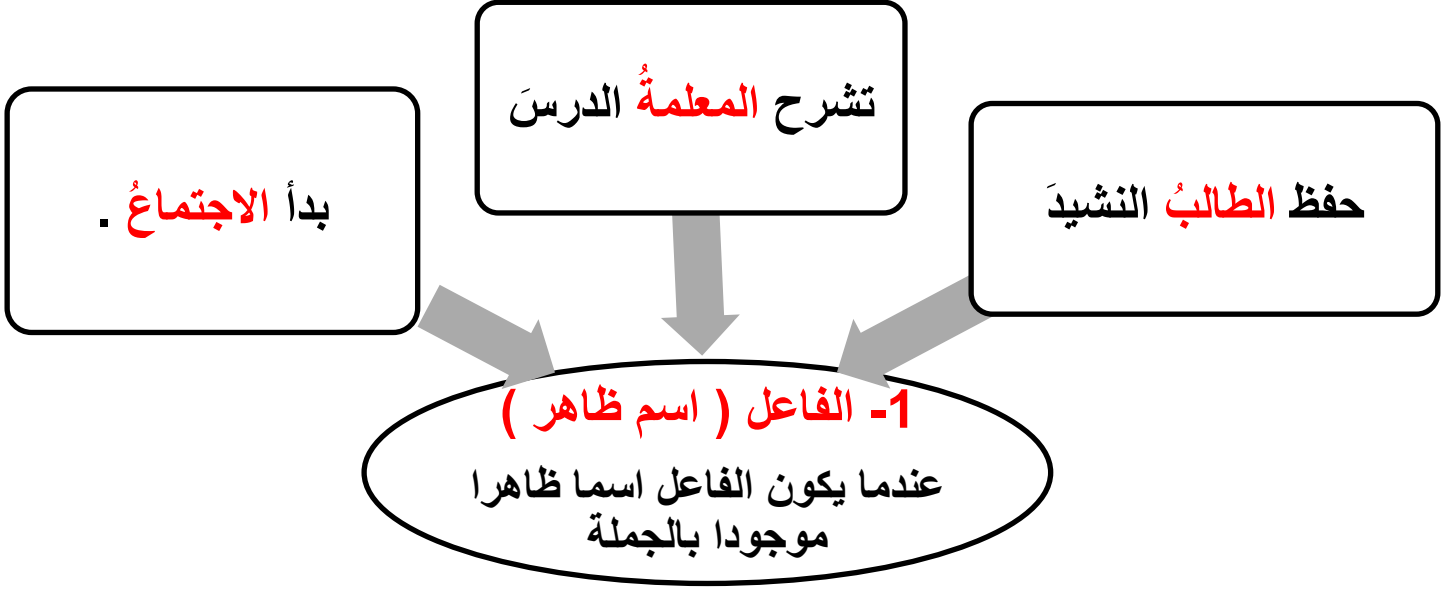 حفظ الطالبُ النشيدَ
تشرح المعلمةُ الدرسَ
بدأ الاجتماعُ .
1- الفاعل ( اسم ظاهر )
عندما يكون الفاعل اسما ظاهرا
موجودا بالجملة